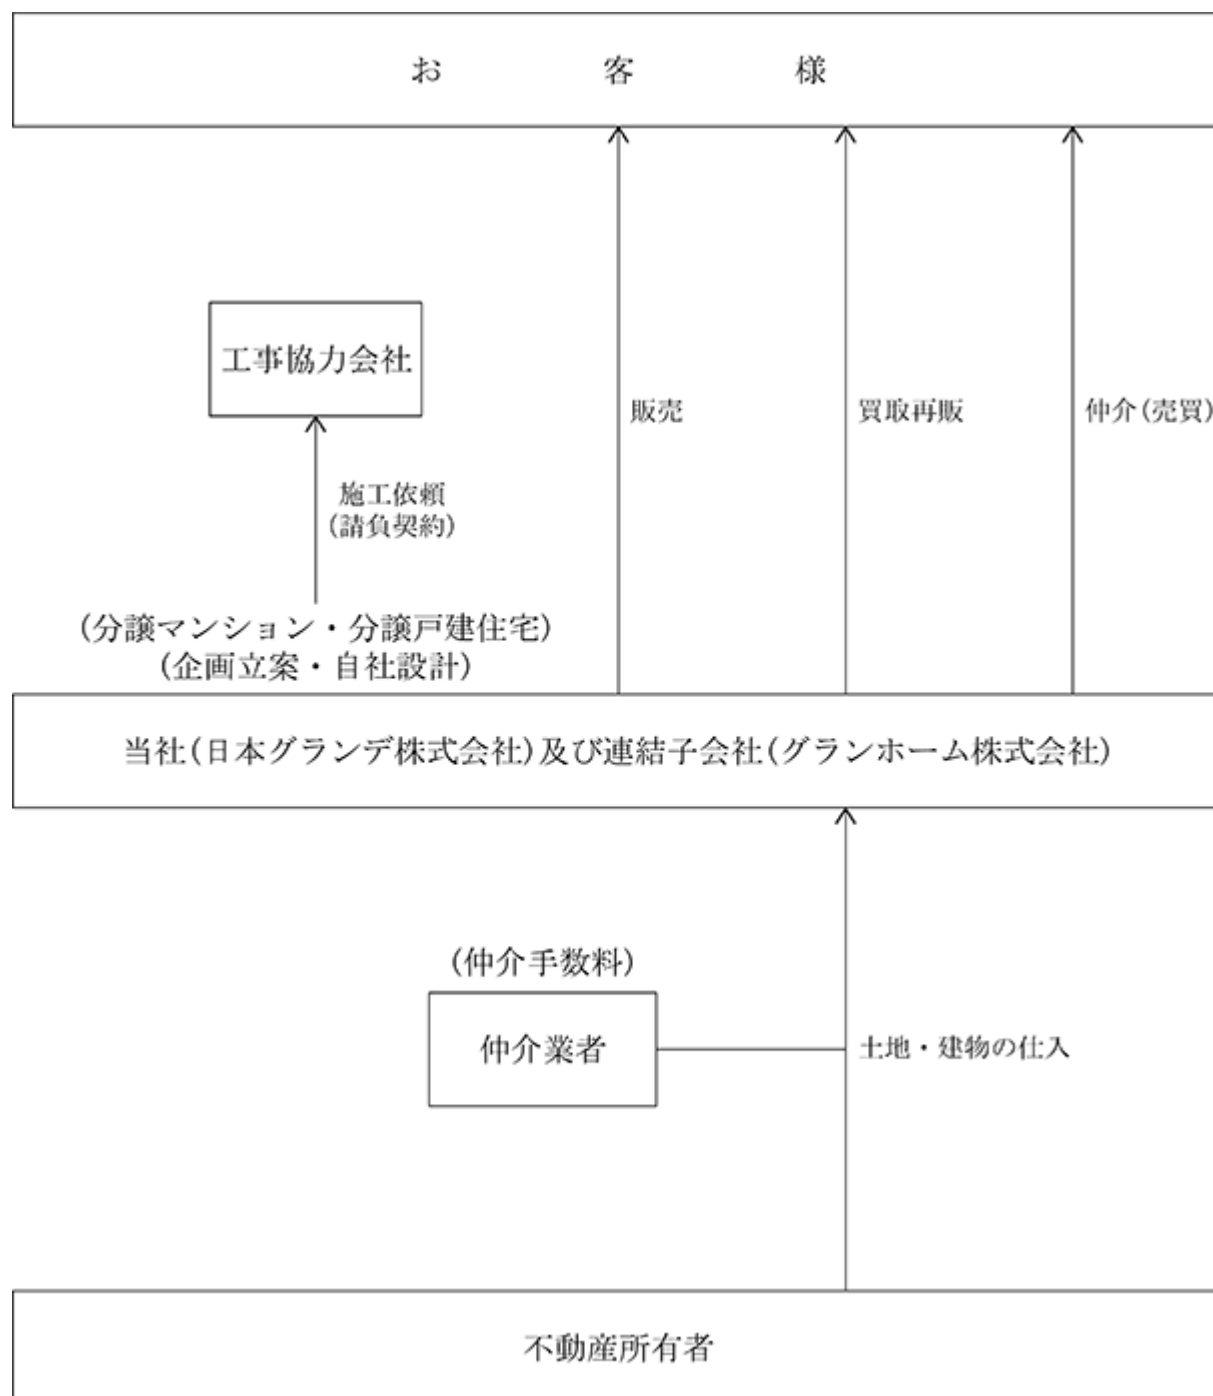 お客様
工事協力会社
販売
買取再販
仲介(売買)
施工依頼
(請負契約)
(分譲マンション・分譲戸建住宅)
(企画立案・自社設計)
当社(日本グランデ株式会社)及び連結子会社(グランホーム株式会社)
(仲介手数料)
仲介業者
土地・建物の仕入
不動産所有者